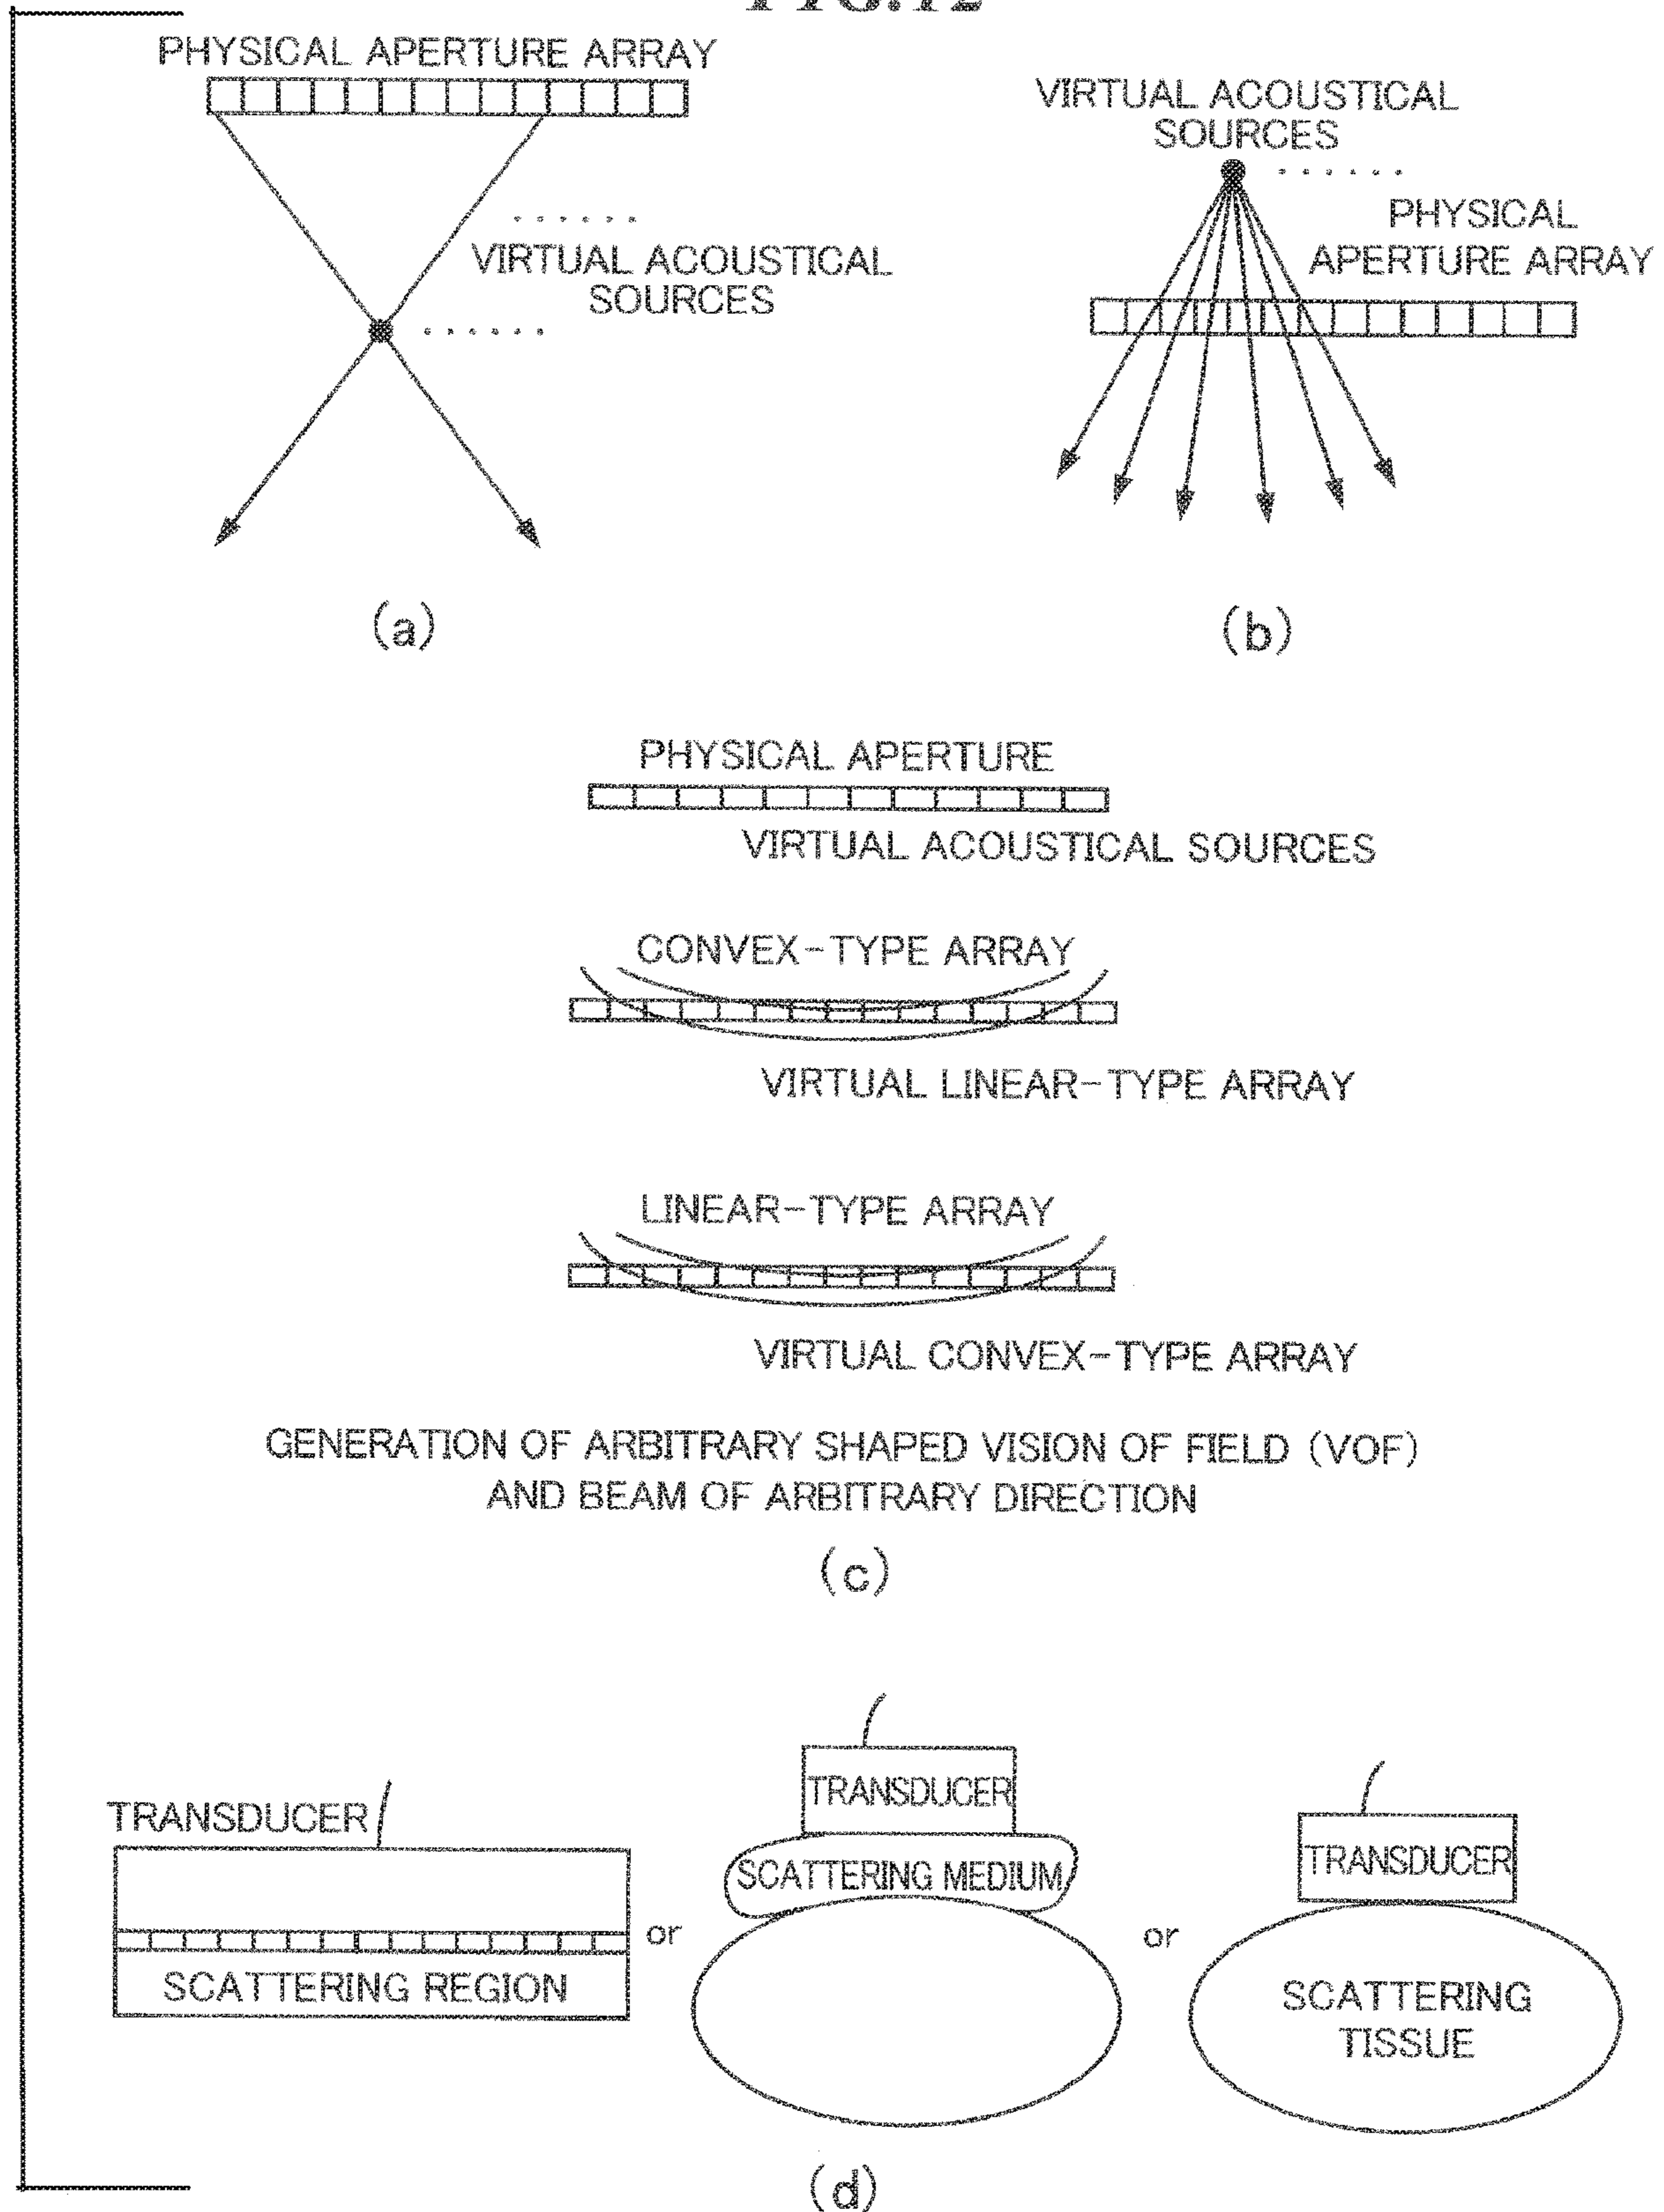 FIG.12
PHYSICAL APERTURE ARRAY
VIRTUAL ACOUSTICAL
SOURCES
(a)
VIRTUAL ACOUSTICAL
SOURCES
PHYSICAL
APERTURE ARRAY
(b)
PHYSICAL APERTURE
VIRTUAL ACOUSTICAL SOURCES
CONVEX-TYPE ARRAY
VIRTUAL LINEAR-TYPE ARRAY
LINEAR-TYPE ARRAY
VIRTUAL CONVEX-TYPE ARRAY
GENERATION OF ARBITRARY SHAPED VISION OF FIELD (VOF)
AND BEAM OF ARBITRARY DIRECTION
(c)
TRANSDUCER
SCATTERING REGION
or
TRANSDUCER
SCATTERING MEDIUM
or
TRANSDUCER
SCATTERING
TISSUE
(d)